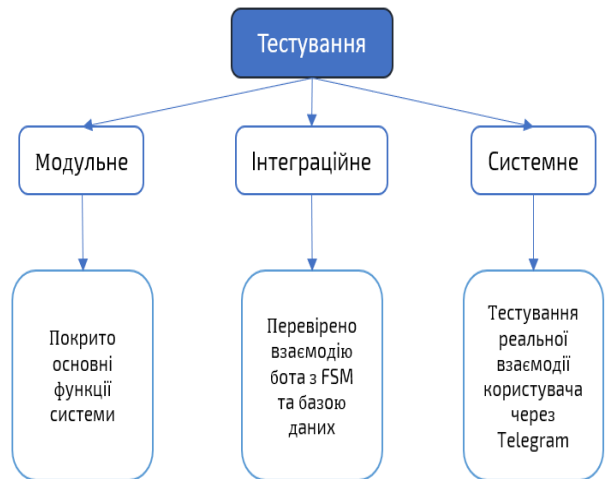 Тестування
Модульне
Інтеграційне
Системне
Покрито
основні
функції
системи
Перевірено
взаємодію
бота з FSM
та базою
даних
Тестування
реальної
взаємодії
користувача
через
Telegram